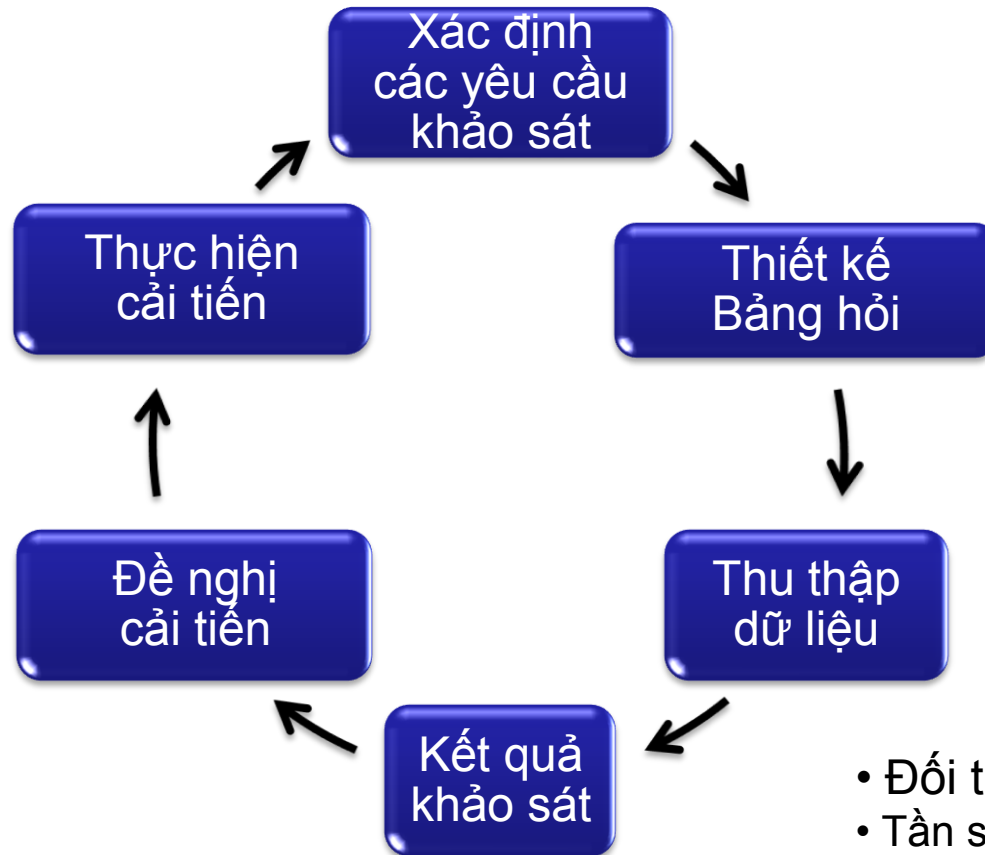 Xác định
các yêu cầu
khảo sát
Thiết kế
Bảng hỏi
Thu thập
dữ liệu
Kết quả
khảo sát
Đề nghị
cải tiến
Thực hiện
cải tiến
• Đối
• Tần